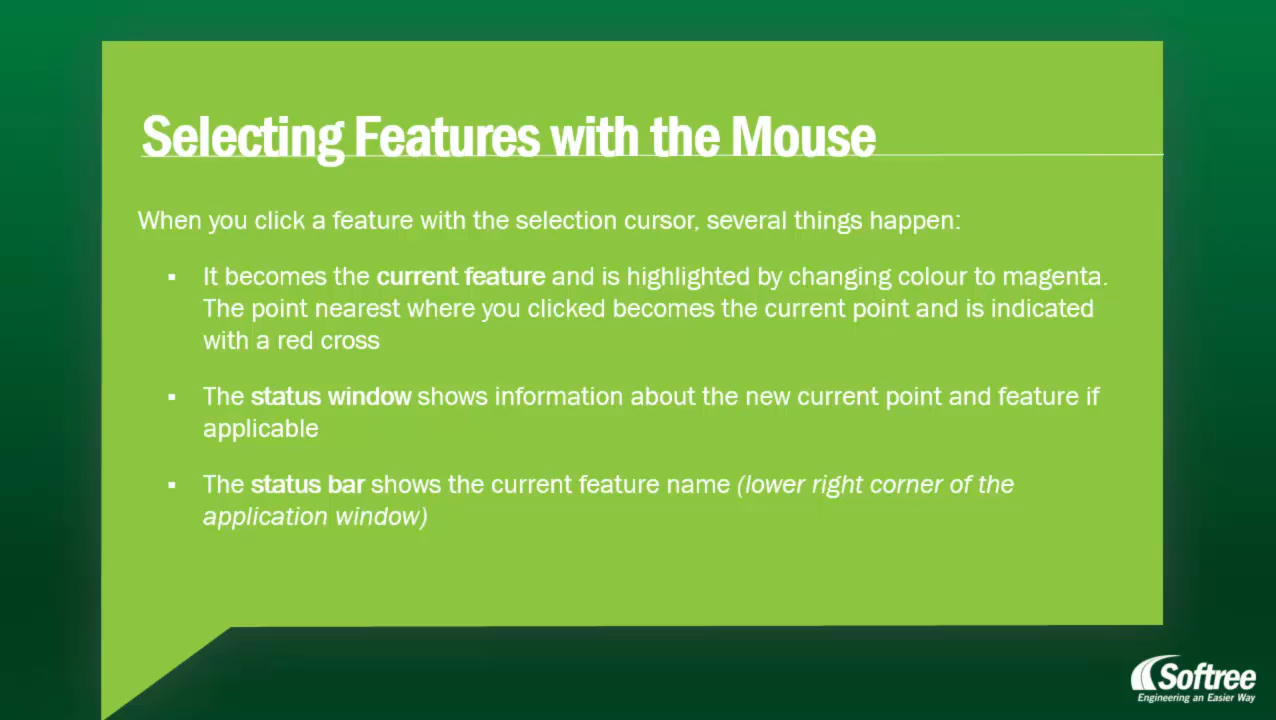 Selecting Features with the Mouse
When you click a feature with the selection cursor, several things happen:
▪ It becomes the current feature and is highlighted by changing colour to magenta.
The point nearest where you clicked becomes the current point and is indicated
with a red cross
▪ The status window shows information about the new current point and feature if
applicable
▪ The status bar shows the current feature name (lower right corner of the
application window)
Softree
Engineering an Easier Way